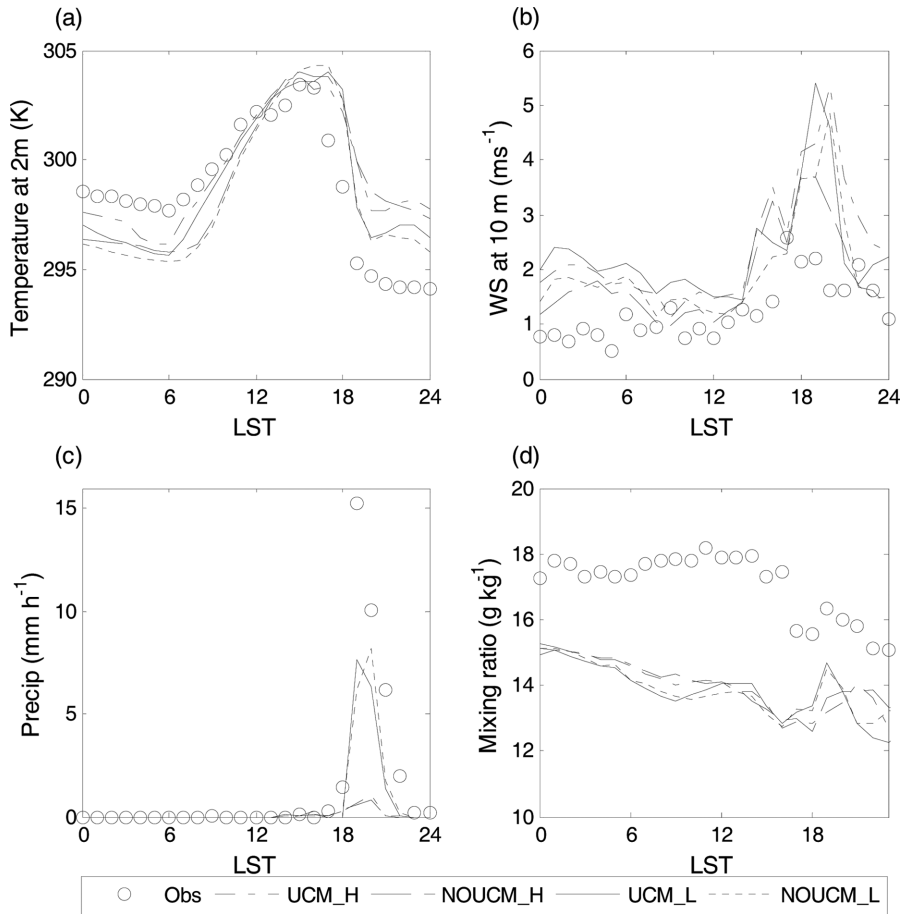 (a)
Temperature at 2m (K)
305
300
295
290
0 6 12 18 24
LST
(b)
WS at 10 m (ms-1)
6
5
4
3
2
1
0
0 6 12 18 24
LST
(c)
Precip (mm h-1)
15
10
5
0
0 6 12 18 24
LST
(d)
Mixing ratio (g kg-1)
20
18
16
14
12
10
0 6 12 18
LST
Obs UCM_H NOUCM_H UCM_L NOUCM_L